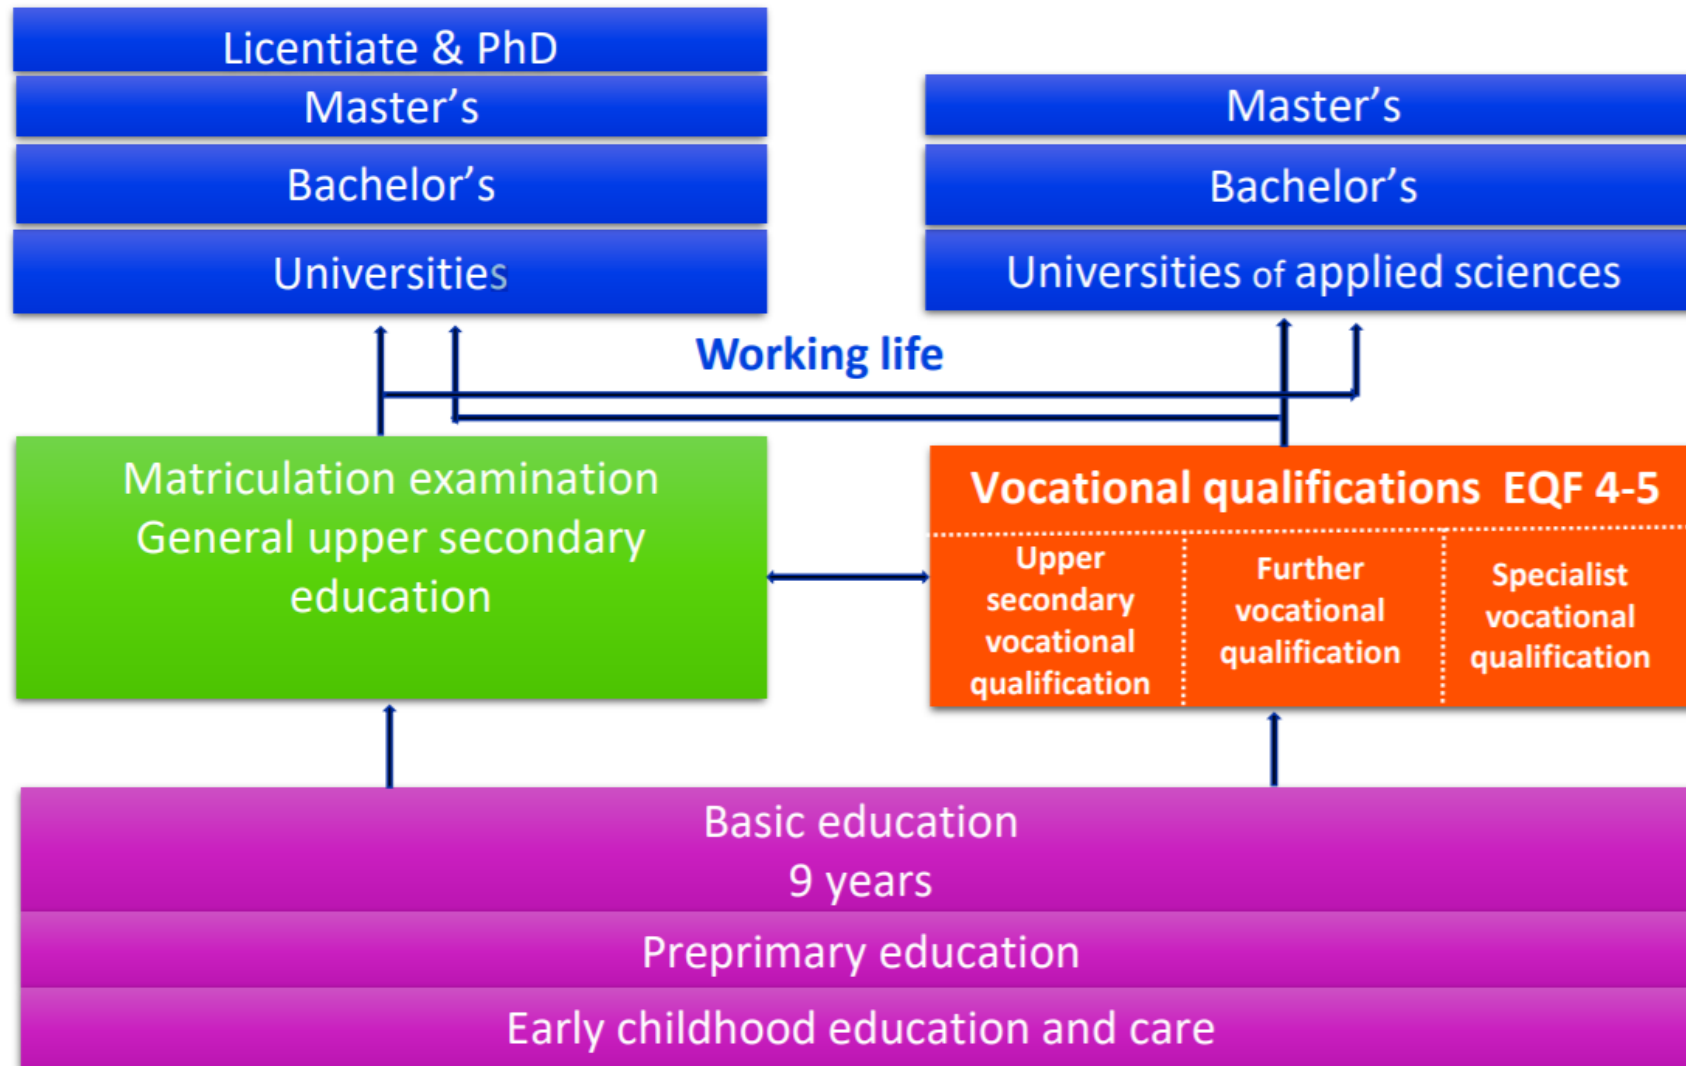 Licentiate & PhD
Master’s
Bachelor’s
Universities
Master’s
Bachelor’s
Universities of applied sciences
Working life
Matriculation examination
General upper secondary
education
Vocational qualifications EQF 4-5
Upper
secondary
vocational
qualification
Further
vocational
qualification
Specialist
vocational
qualification
Basic education
9 years
Preprimary education
Early childhood education and care